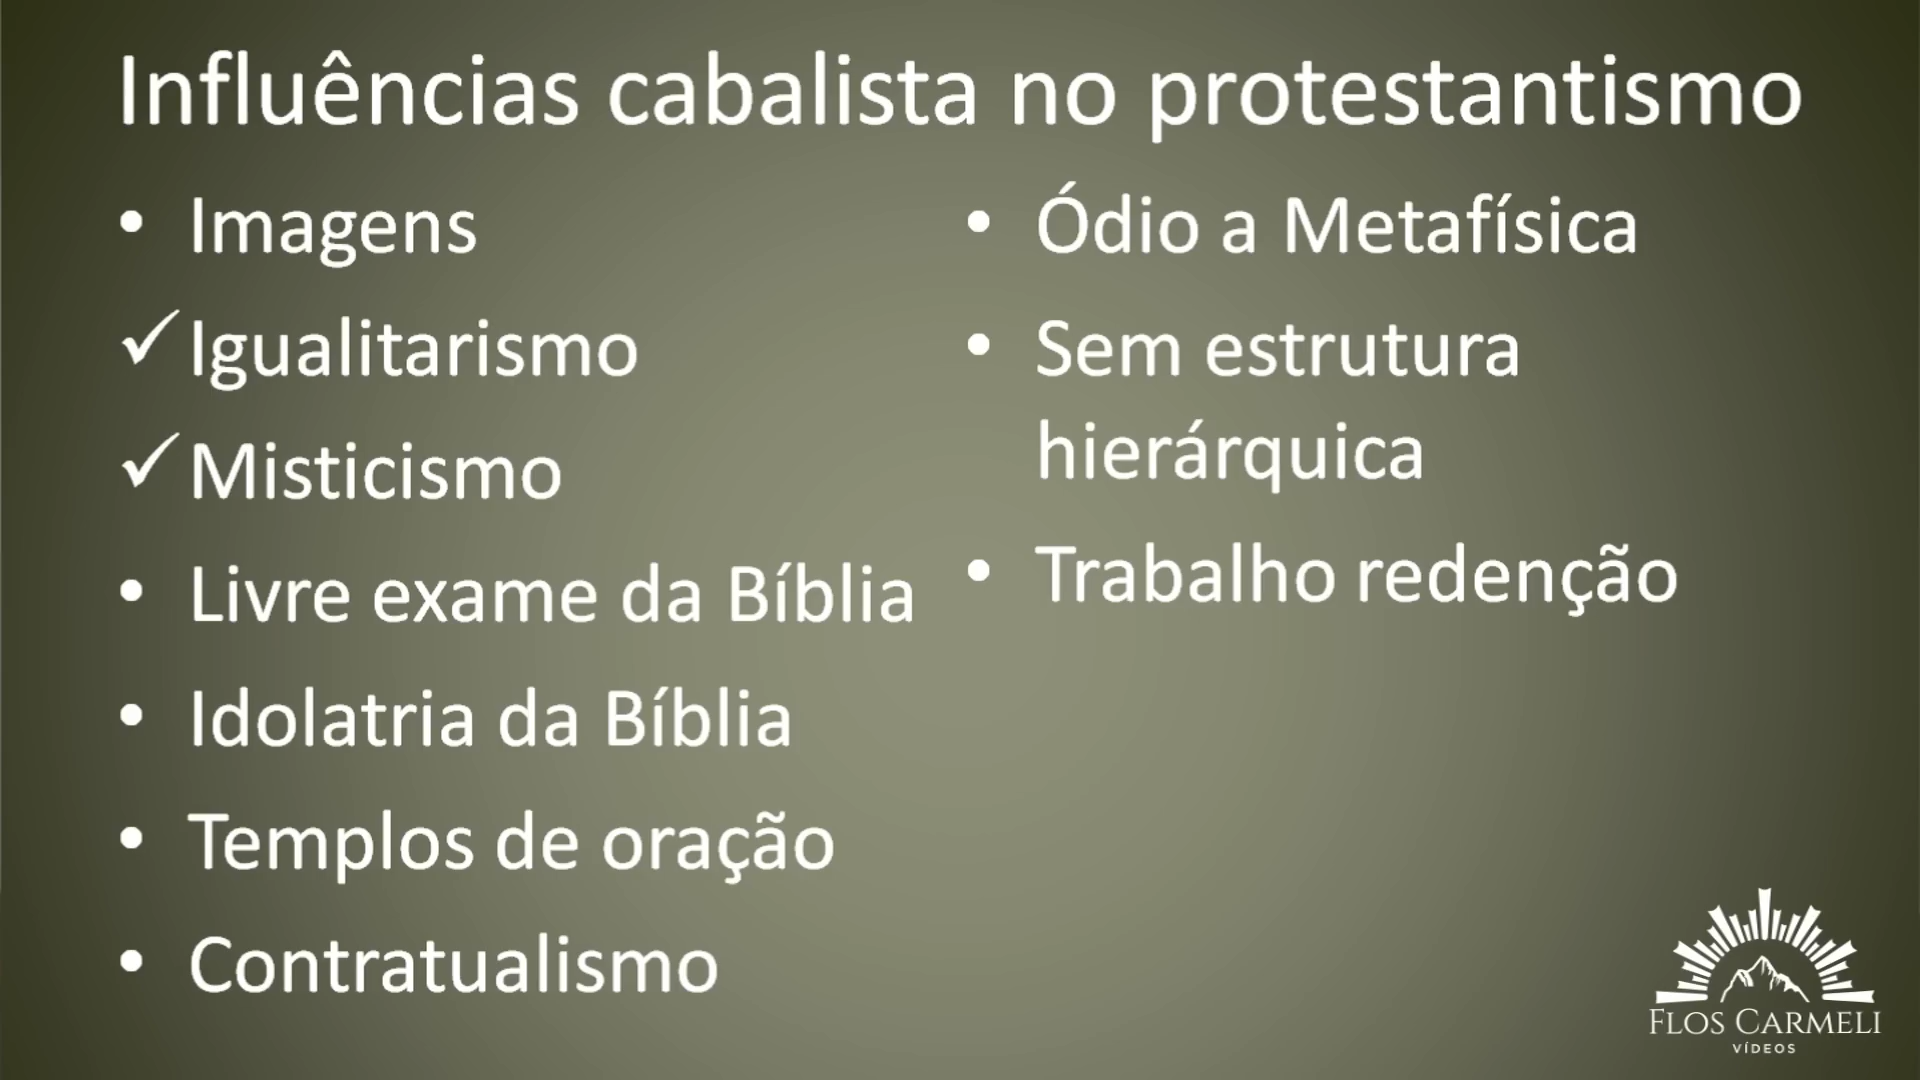 Influências cabalista no protestantismo
• Imagens
✓ Igualitarismo
✓ Misticismo
• Livre exame da Bíblia
• Idolatria da Bíblia
• Templos de oração
• Contratualismo
• Ódio a Metafísica
• Sem estrutura
hierárquica
• Trabalho redenção
FLOS CARMELI
VÍDEOS